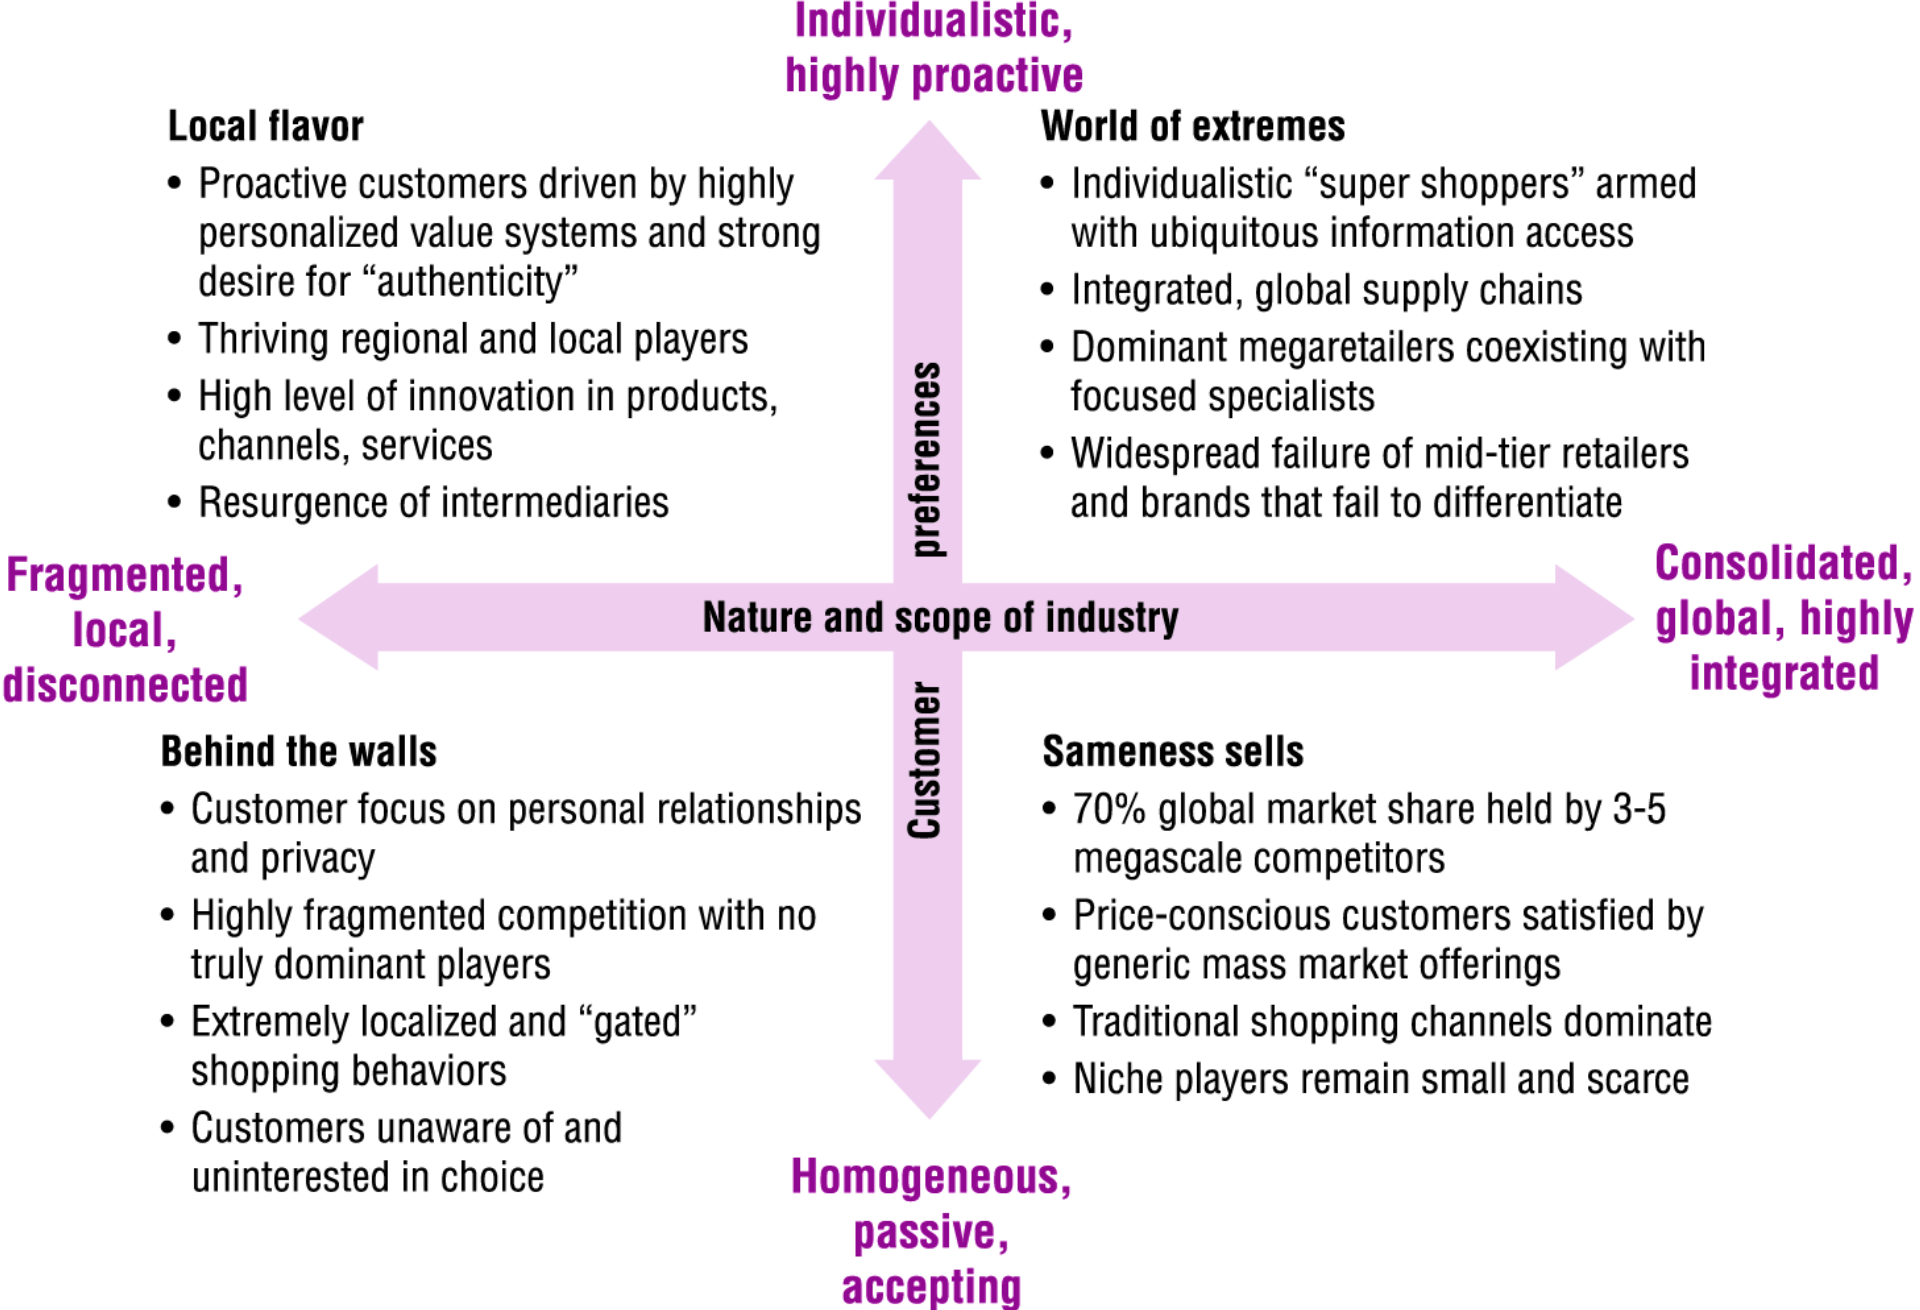 Individualistic,
highly proactive
Local flavor
• Proactive customers driven by highly
personalized value systems and strong
desire for “authenticity”
• Thriving regional and local players
• High level of innovation in products,
channels, services
• Resurgence of intermediaries
World of extremes
• Individualistic “super shoppers” armed
with ubiquitous information access
• Integrated, global supply chains
• Dominant megaretailers coexisting with
focused specialists
• Widespread failure of mid-tier retailers
and brands that fail to differentiate
Fragmented,
local,
disconnected
Nature and scope of industry
Customer preferences
Consolidated,
global, highly
integrated
Behind the walls
• Customer focus on personal relationships
and privacy
• Highly fragmented competition with no
truly dominant players
• Extremely localized and “gated”
shopping behaviors
• Customers unaware of and
uninterested in choice
Sameness sells
• 70% global market share held by 3-5
megascale competitors
• Price-conscious customers satisfied by
generic mass market offerings
• Traditional shopping channels dominate
• Niche players remain small and scarce
Homogeneous,
passive,
accepting